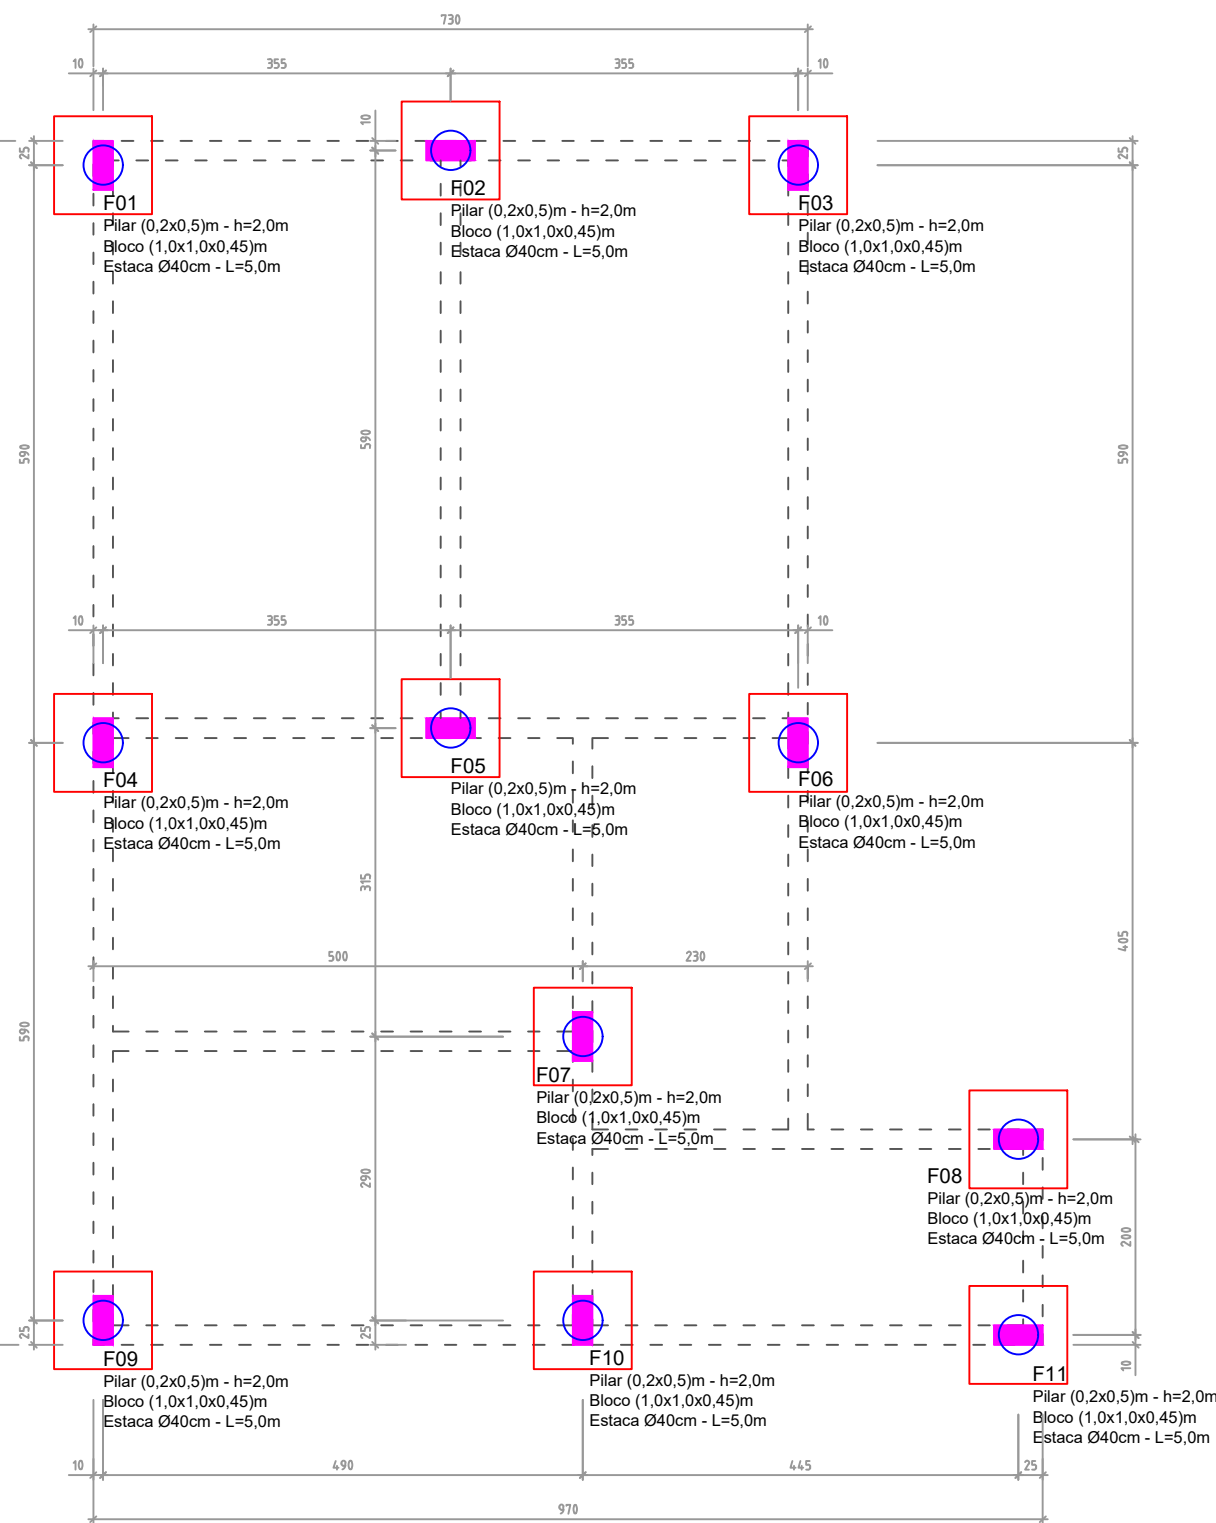 730
10
355
355
10
25
10
25
F01
Pilar (0,2x0,5)m - h=2,0m
Bloco (1,0x1,0x0,45)m
Estaca Ø40cm - L=5,0m
F02
Pilar (0,2x0,5)m - h=2,0m
Bloco (1,0x1,0x0,45)m
Estaca Ø40cm - L=5,0m
F03
Pilar (0,2x0,5)m - h=2,0m
Bloco (1,0x1,0x0,45)m
Estaca Ø40cm - L=5,0m
590
590
590
10
355
355
10
F04
Pilar (0,2x0,5)m - h=2,0m
Bloco (1,0x1,0x0,45)m
Estaca Ø40cm - L=5,0m
F05
Pilar (0,2x0,5)m - h=2,0m
Bloco (1,0x1,0x0,45)m
Estaca Ø40cm - L=5,0m
F06
Pilar (0,2x0,5)m - h=2,0m
Bloco (1,0x1,0x0,45)m
Estaca Ø40cm - L=5,0m
315
405
500
230
590
F07
Pilar (0,2x0,5)m - h=2,0m
Bloco (1,0x1,0x0,45)m
Estaca Ø40cm - L=5,0m
290
F08
Pilar (0,2x0,5)m - h=2,0m
Bloco (1,0x1,0x0,45)m
Estaca Ø40cm - L=5,0m
200
25
25
10
F09
Pilar (0,2x0,5)m - h=2,0m
Bloco (1,0x1,0x0,45)m
Estaca Ø40cm - L=5,0m
F10
Pilar (0,2x0,5)m - h=2,0m
Bloco (1,0x1,0x0,45)m
Estaca Ø40cm - L=5,0m
F11
Pilar (0,2x0,5)m - h=2,0m
Bloco (1,0x1,0x0,45)m
Estaca Ø40cm - L=5,0m
10
490
445
25
970